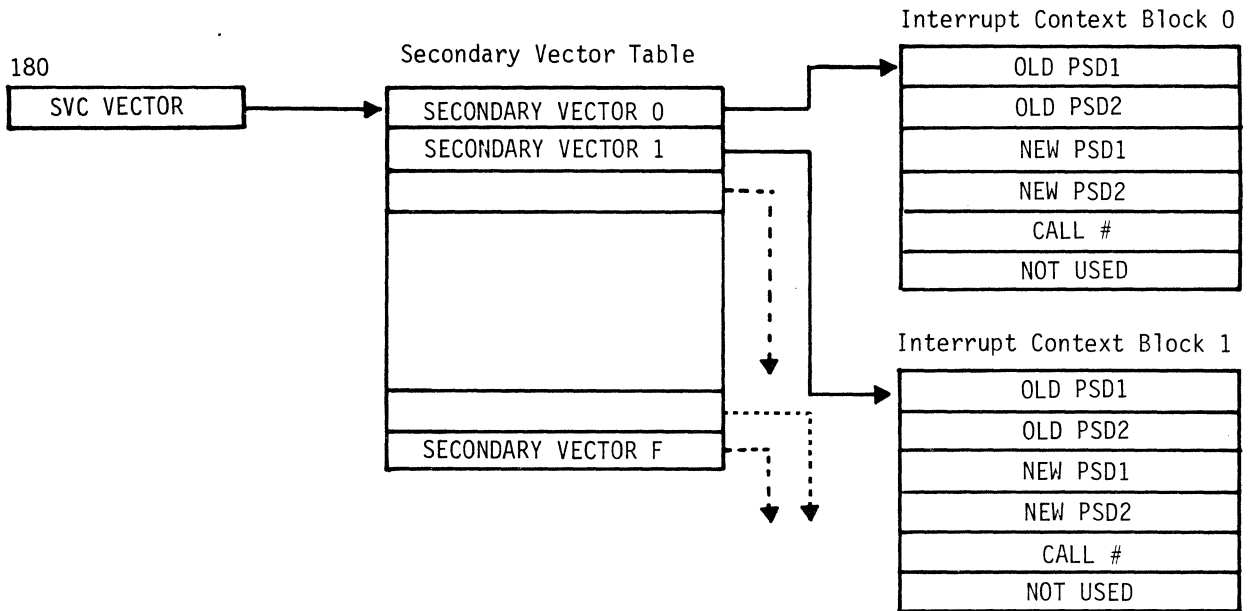 180
SVC VECTOR
Secondary Vector Table
SECONDARY VECTOR 0
SECONDARY VECTOR 1
SECONDARY VECTOR F
Interrupt Context Block 0
OLD PSD1
OLD PSD2
NEW PSD1
NEW PSD2
CALL #
NOT USED
Interrupt Context Block 1
OLD PSD1
OLD PSD2
NEW PSD1
NEW PSD2
CALL #
NOT USED